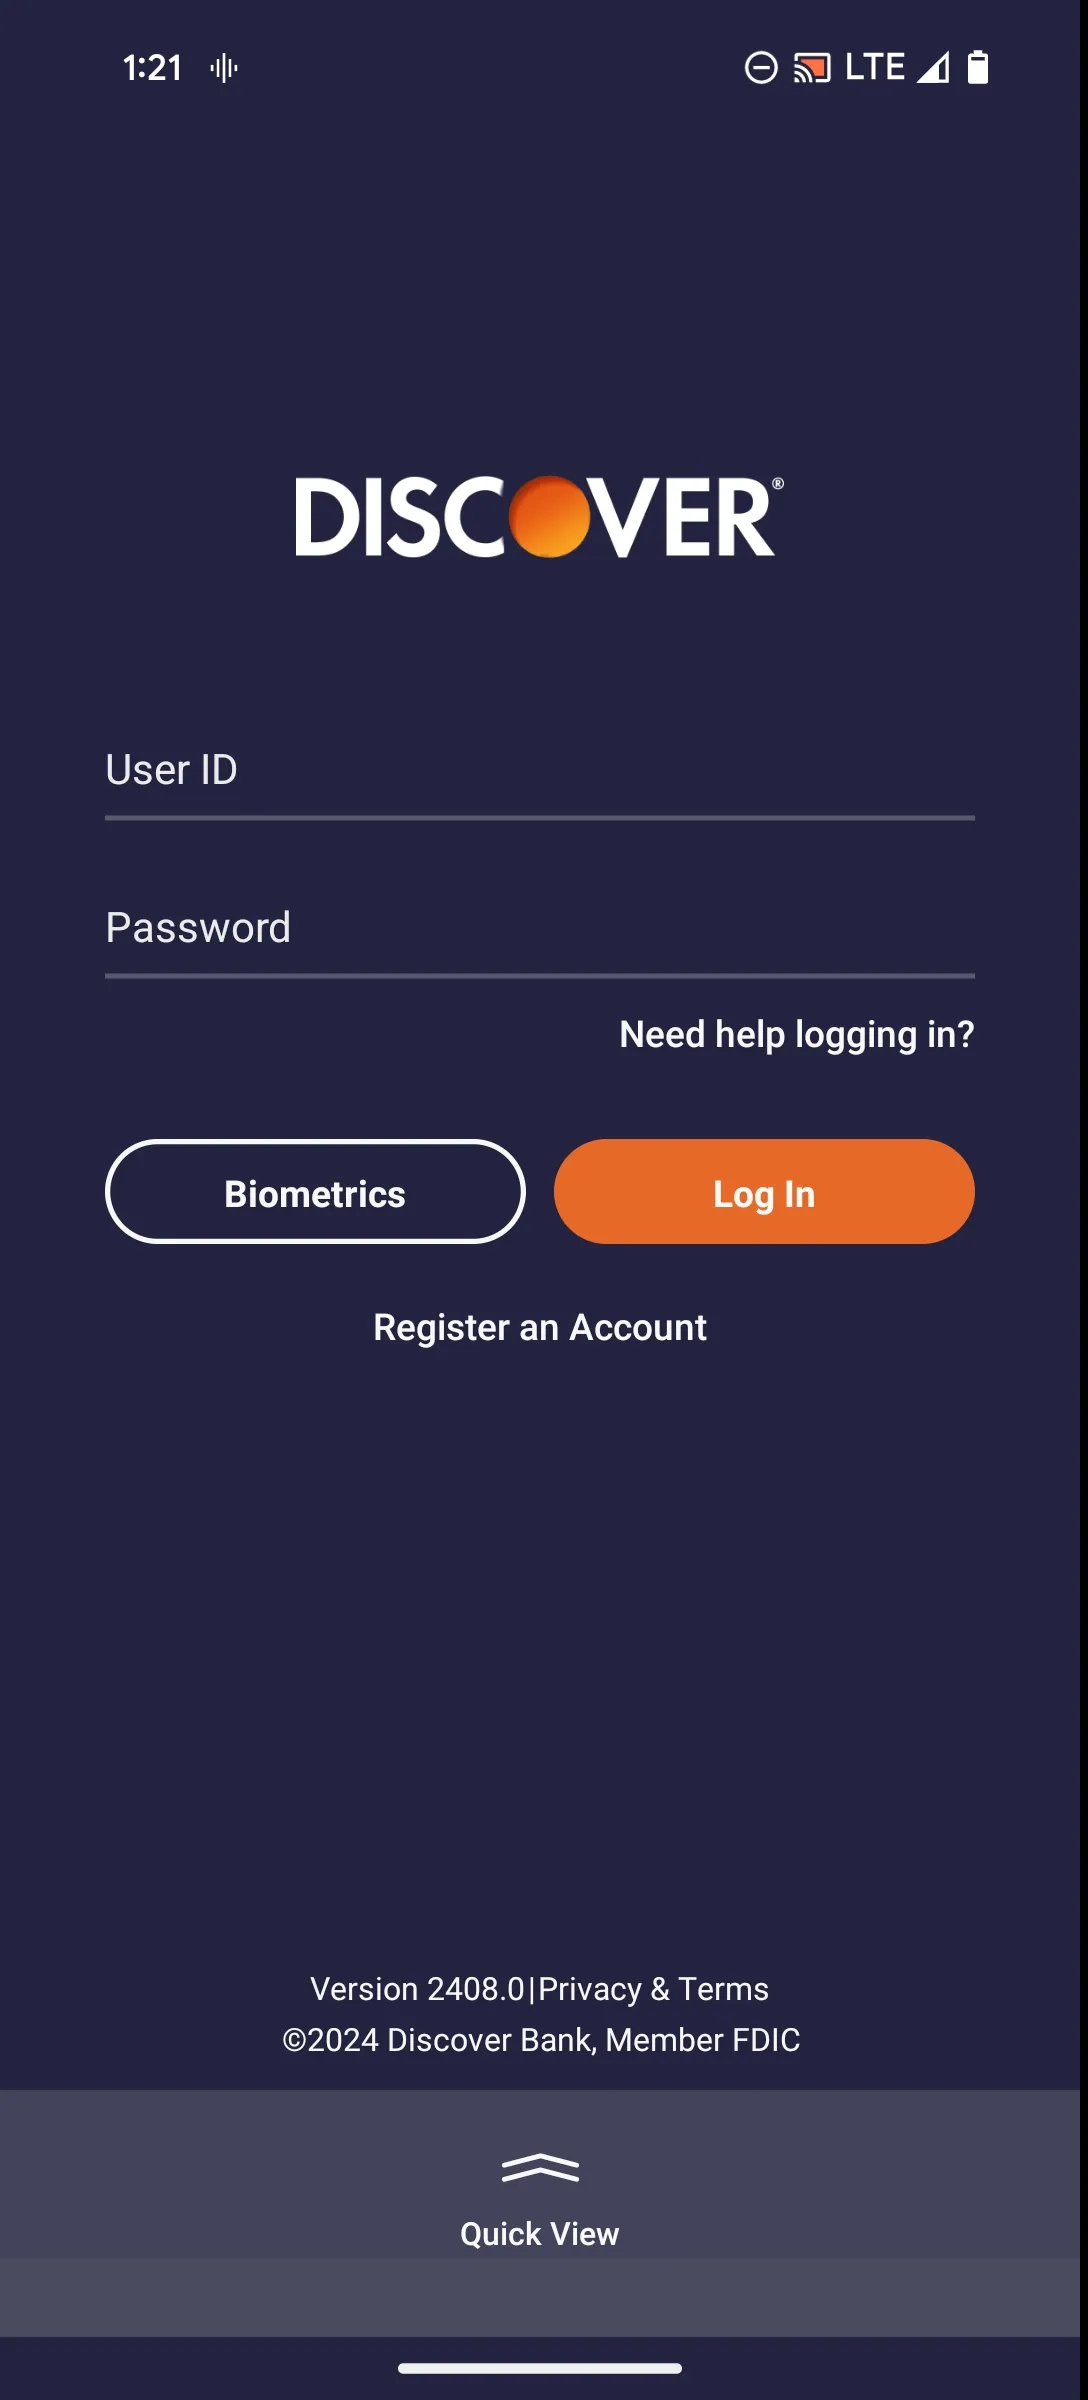 1:21 LTE
DISCOVER®
User ID
Password
Need help logging in?
Biometrics Log In
Register an Account
Version 2408.0|Privacy & Terms
©2024 Discover Bank, Member FDIC
Quick View